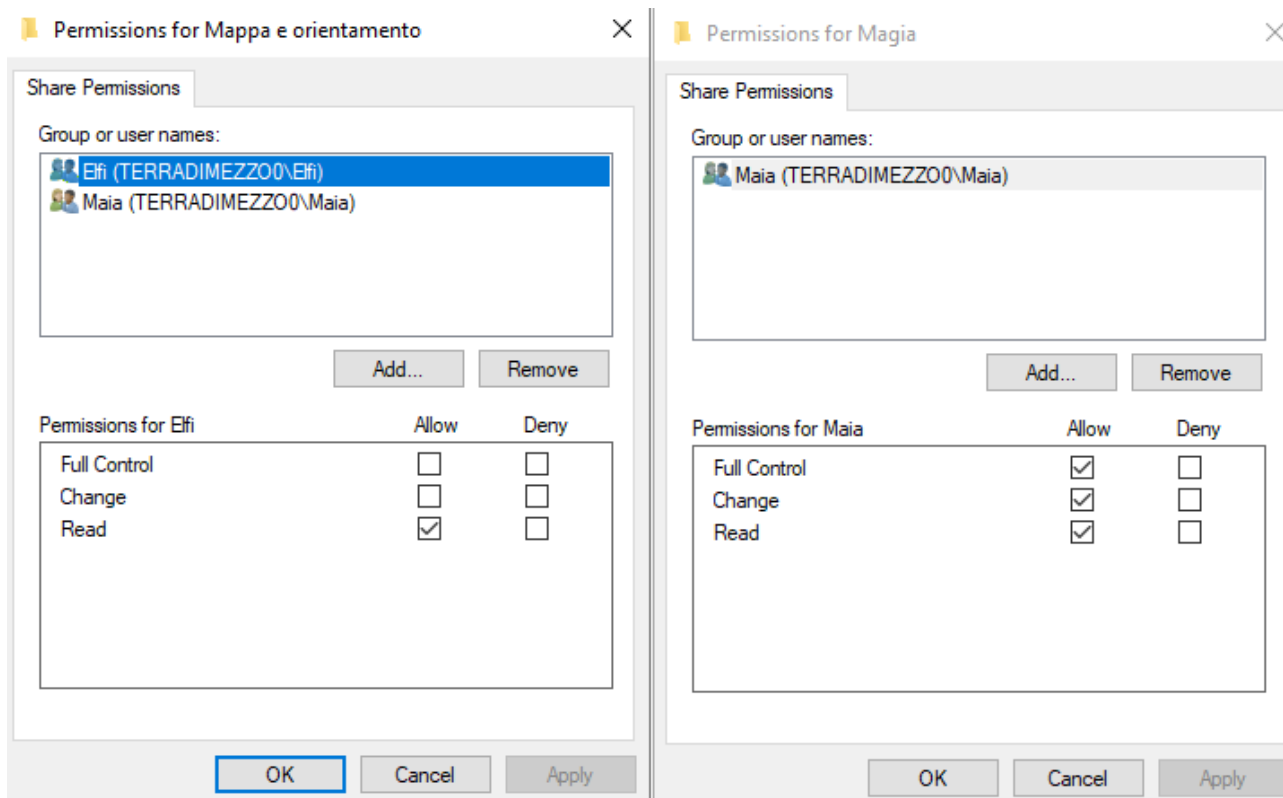 Permissions for Mappa e orientamento
Share Permissions
Group or user names:
Elfi (TERRADIMEZZO0\Elfi)
Maia (TERRADIMEZZO0\Maia)
Add...
Remove
Permissions for Elfi Allow Deny
Full Control
Change
Read
OK
Cancel
Apply
Permissions for Magia
Share Permissions
Group or user names:
Maia (TERRADIMEZZO0\Maia)
Add...
Remove
Permissions for Maia Allow Deny
Full Control
Change
Read
OK
Cancel
Apply